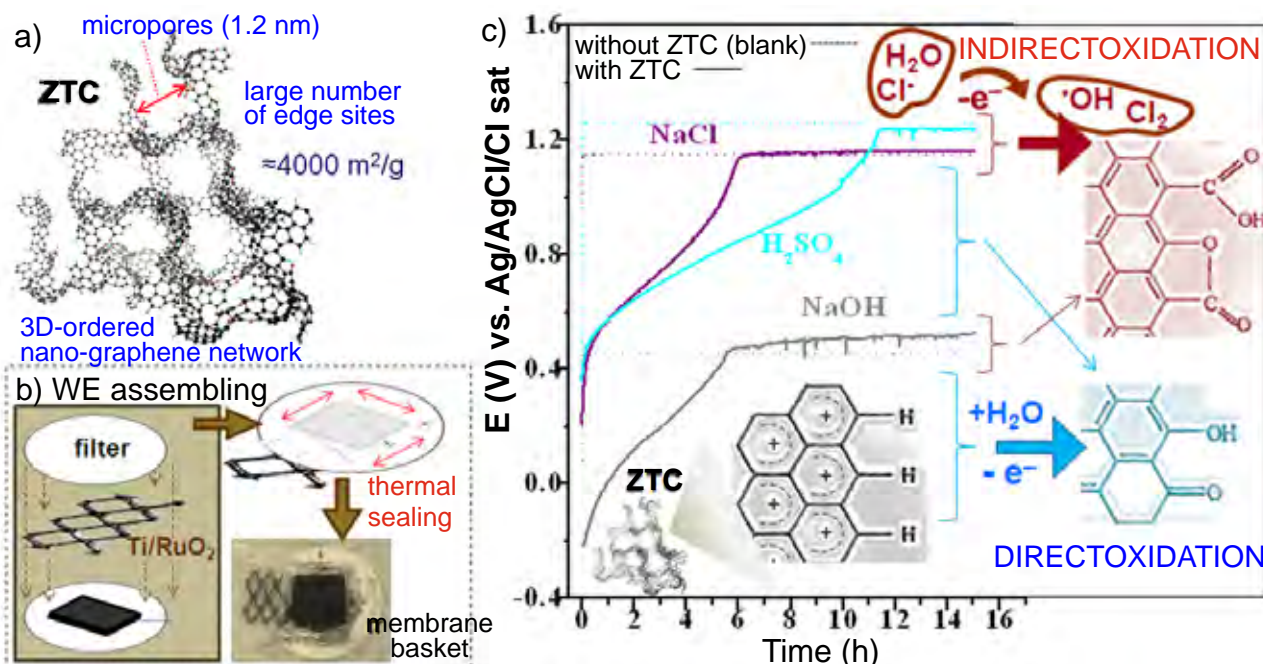 a)
micropores (1.2 nm)
ZTC
large number
of edge sites
≈4000 m²/g
3D-ordered
nano-graphene network
b) WE assembling
filter
Ti/RuO₂
thermal
sealing
membrane
basket
c)
E (V) vs. Ag/AgCl/Cl sat
1.6
1.2
0.8
0.4
0.0
-0.4
0 2 4 6 8 10 12 14 16
Time (h)
without ZTC (blank)
with ZTC
NaCl
H₂SO₄
NaOH
ZTC
H
H
H
H₂O
Cl⁻
-e⁻
INDIRECTOXIDATION
•OH Cl₂
C
O
OH
O
C
O
+H₂O
- e⁻
OH
O
DIRECTOXIDATION